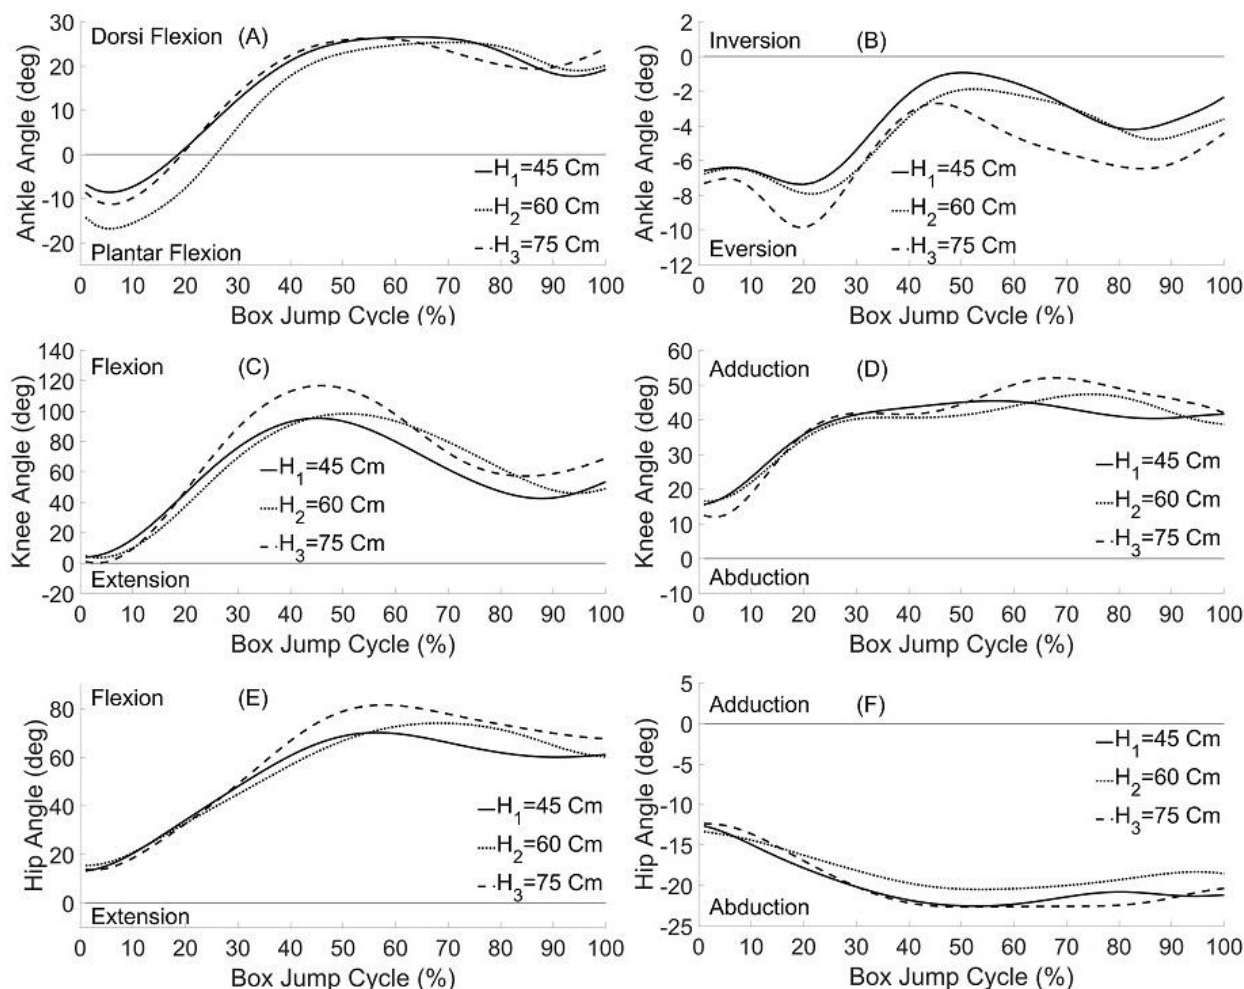 30
20
10
0
-10
-20
Dorsi Flexion (A)
Plantar Flexion
Ankle Angle (deg)
H1=45 Cm
H2=60 Cm
H3=75 Cm
0 10 20 30 40 50 60 70 80 90 100
Box Jump Cycle (%)
2
0
-2
-4
-6
-8
-10
-12
Inversion (B)
Eversion
Ankle Angle (deg)
H1=45 Cm
H2=60 Cm
H3=75 Cm
0 10 20 30 40 50 60 70 80 90 100
Box Jump Cycle (%)
140
120
100
80
60
40
20
0
-20
Flexion (C)
Extension
Knee Angle (deg)
H1=45 Cm
H2=60 Cm
H3=75 Cm
0 10 20 30 40 50 60 70 80 90 100
Box Jump Cycle (%)
60
50
40
30
20
10
0
-10
Adduction (D)
Abduction
Knee Angle (deg)
H1=45 Cm
H2=60 Cm
H3=75 Cm
0 10 20 30 40 50 60 70 80 90 100
Box Jump Cycle (%)
80
60
40
20
0
Flexion (E)
Extension
Hip Angle (deg)
H1=45 Cm
H2=60 Cm
H3=75 Cm
0 10 20 30 40 50 60 70 80 90 100
Box Jump Cycle (%)
5
0
-5
-10
-15
-20
-25
Adduction (F)
Abduction
Hip Angle (deg)
H1=45 Cm
H2=60 Cm
H3=75 Cm
0 10 20 30 40 50 60 70 80 90 100
Box Jump Cycle (%)